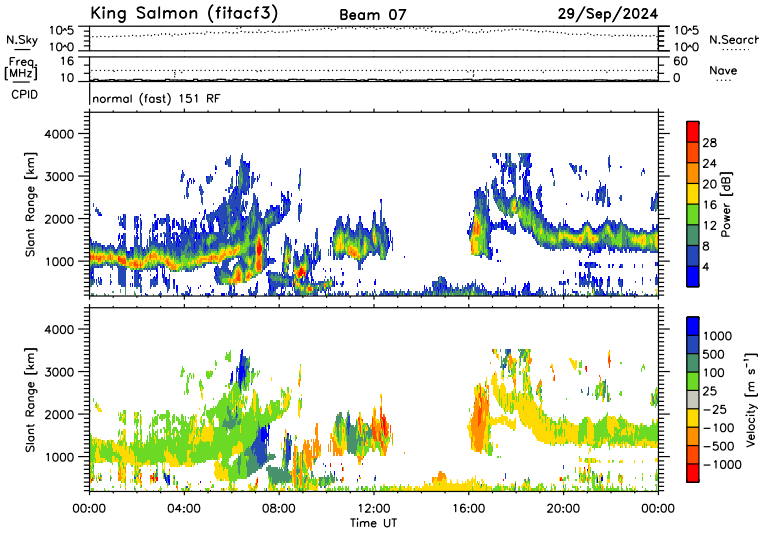 King Salmon (fitacf3) Beam 07 29/Sep/2024
N.Sky 10^5 10^0 10^5 10^0 N.Search
Freq. [MHz] 16 10 60 0 Nave
CPID normal (fast) 151 RF
Slant Range [km] 4000 3000 2000 1000
28 24 20 16 12 8 4 Power [dB]
Slant Range [km] 4000 3000 2000 1000
1000 500 100 25 −25 −100 −500 −1000 Velocity [m s⁻¹]
00:00 04:00 08:00 12:00 16:00 20:00 00:00
Time UT